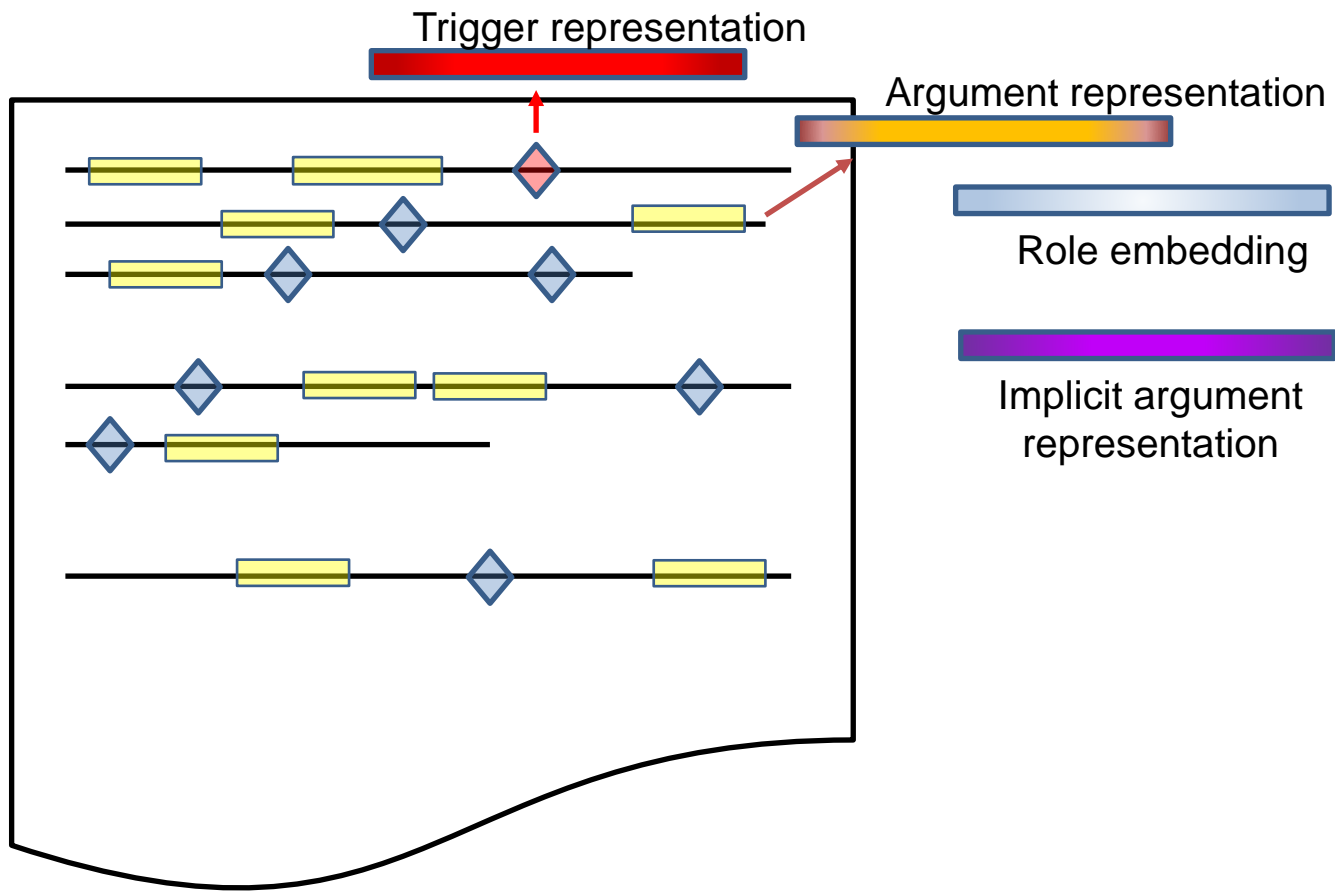 Trigger representation
Argument representation
Role embedding
Implicit argument
representation